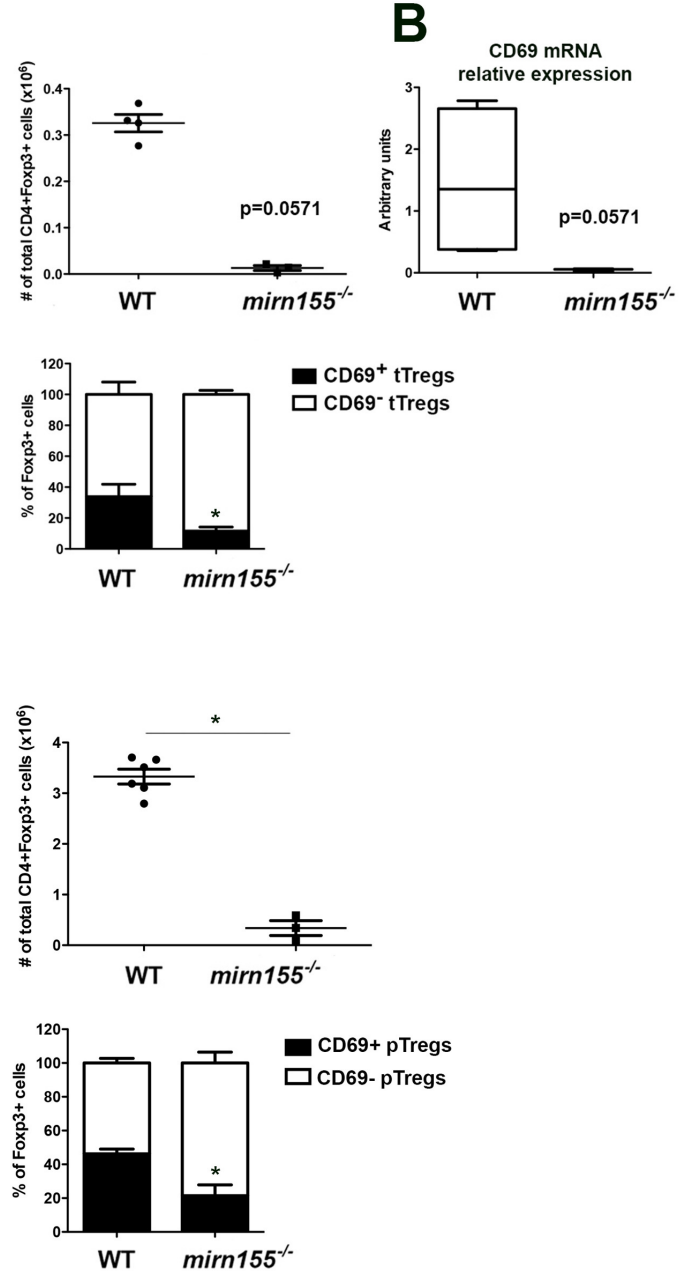 B
# of total CD4+Foxp3+ cells (x10⁶)
0.4
0.3
0.2
0.1
0.0
p=0.0571
WT
mirn155⁻/⁻
CD69 mRNA
relative expression
Arbitrary units
3
2
1
0
p=0.0571
WT
mirn155⁻/⁻
% of Foxp3+ cells
120
100
80
60
40
20
0
*
WT
mirn155⁻/⁻
CD69⁺ tTregs
CD69⁻ tTregs
# of total CD4+Foxp3+ cells (x10⁶)
*
4
3
2
1
0
WT
mirn155⁻/⁻
% of Foxp3+ cells
120
100
80
60
40
20
0
*
WT
mirn155⁻/⁻
CD69+ pTregs
CD69- pTregs